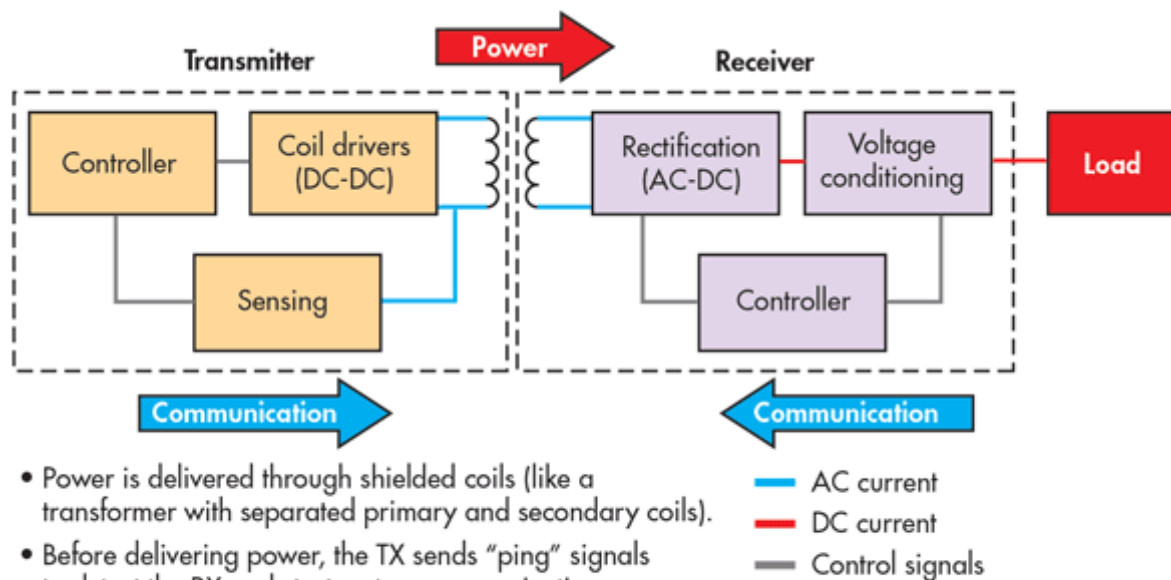 Power
Transmitter
Receiver
Controller
Coil drivers
(DC-DC)
Rectification
(AC-DC)
Voltage
conditioning
Load
Sensing
Controller
Communication
Communication
• Power is delivered through shielded coils (like a
transformer with separated primary and secondary coils).
• Before delivering power, the TX sends “ping” signals
AC current
DC current
Control signals